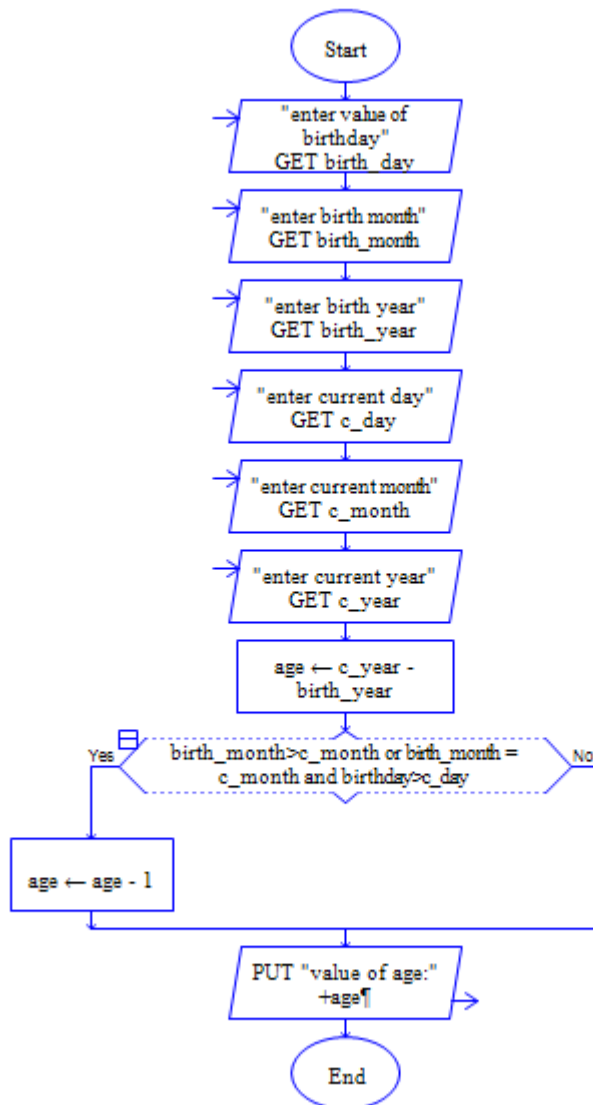 Start
"enter value of
birthday"
GET birth_day
"enter birth month"
GET birth_month
"enter birth year"
GET birth_year
"enter current day"
GET c_day
"enter current month"
GET c_month
"enter current year"
GET c_year
age ← c_year -
birth_year
Yes
birth_month>c_month or birth_month =
c_month and birthday>c_day
No
age ← age - 1
PUT "value of age:"
+age¶
End